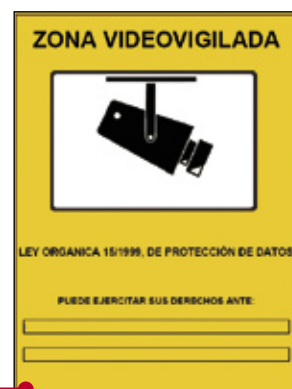 ZONA VIDEOVIGILADA
LEY ORGANICA 15/1999, DE PROTECCIÓN DE DATOS
PUEDE EJERCITAR SUS DERECHOS ANTE: